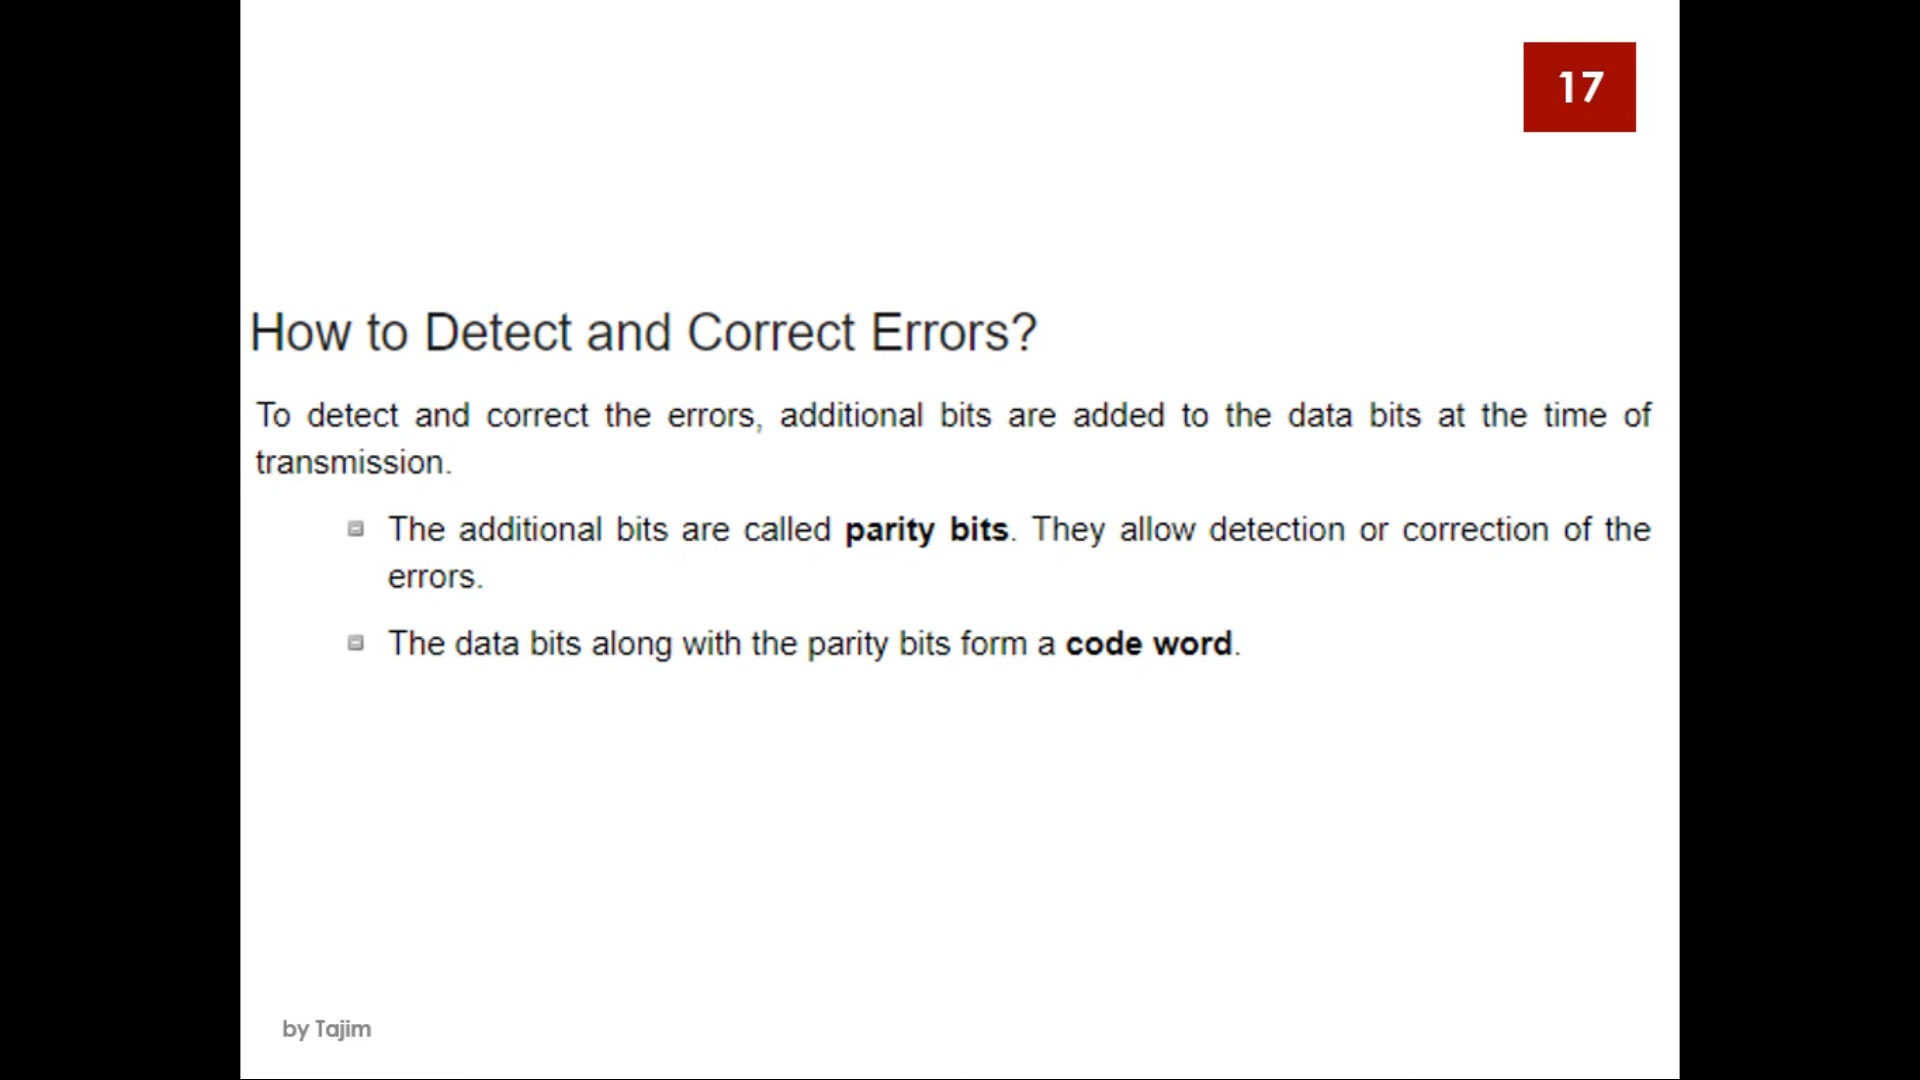 17
How to Detect and Correct Errors?
To detect and correct the errors, additional bits are added to the data bits at the time of
transmission.
The additional bits are called parity bits. They allow detection or correction of the
errors.
The data bits along with the parity bits form a code word.
by Tajim